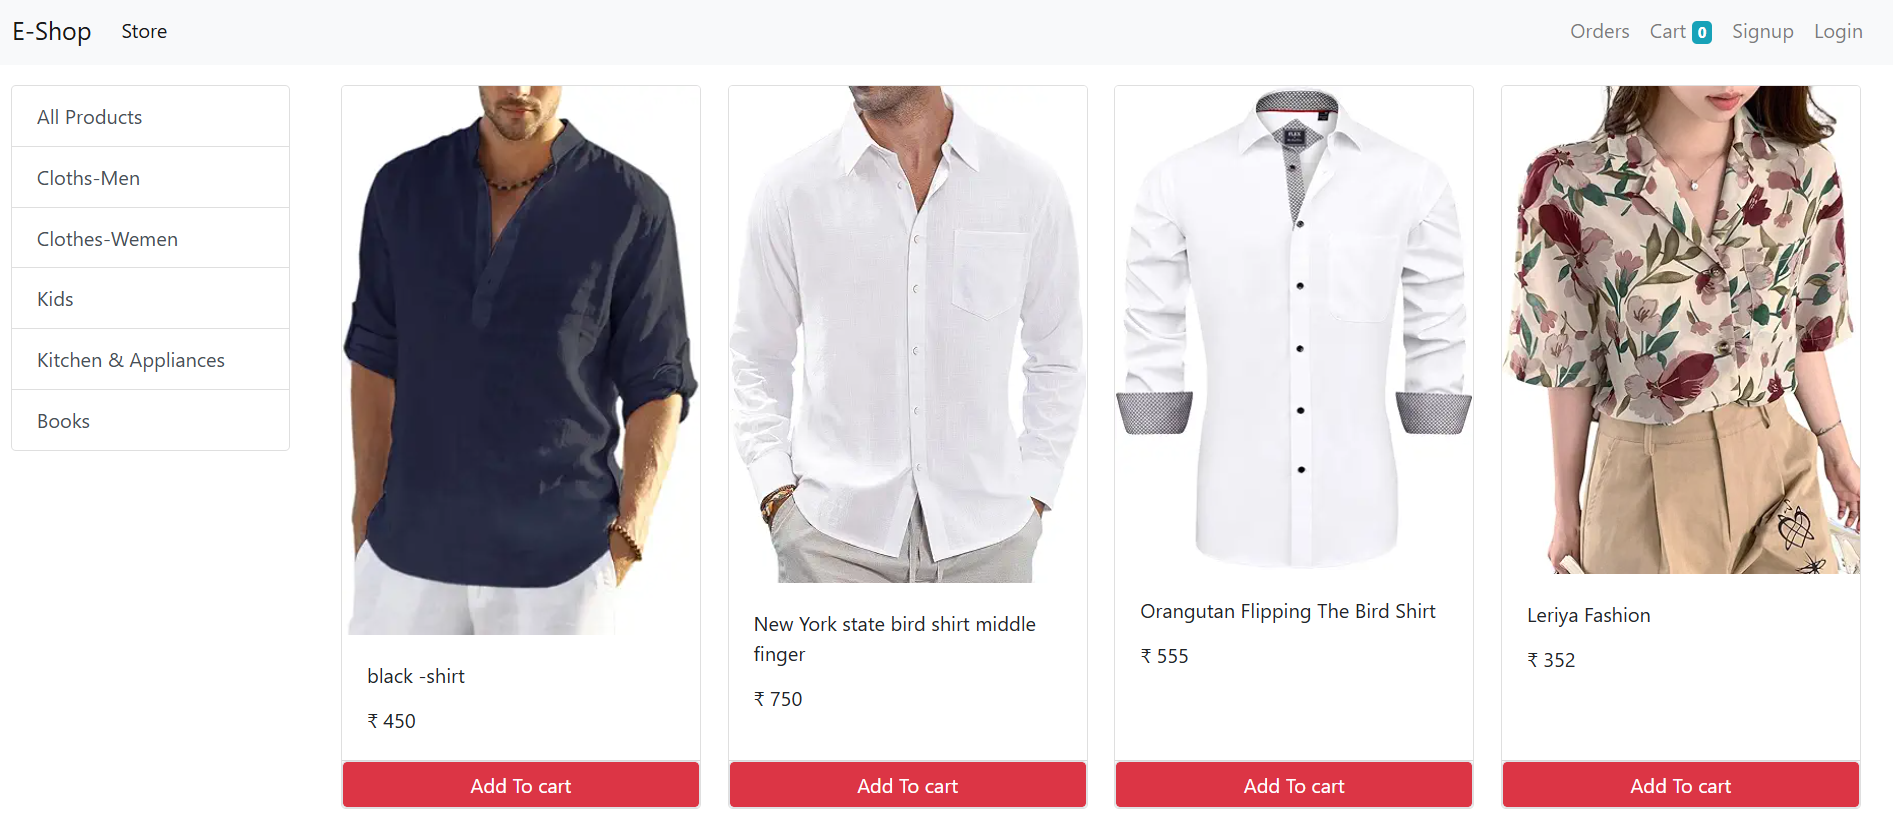 E-Shop Store Orders Cart 0 Signup Login
All Products
Cloths-Men
Clothes-Wemen
Kids
Kitchen & Appliances
Books
black -shirt
₹ 450
Add To cart
New York state bird shirt middle
finger
₹ 750
Add To cart
Orangutan Flipping The Bird Shirt
₹ 555
Add To cart
Leriya Fashion
₹ 352
Add To cart